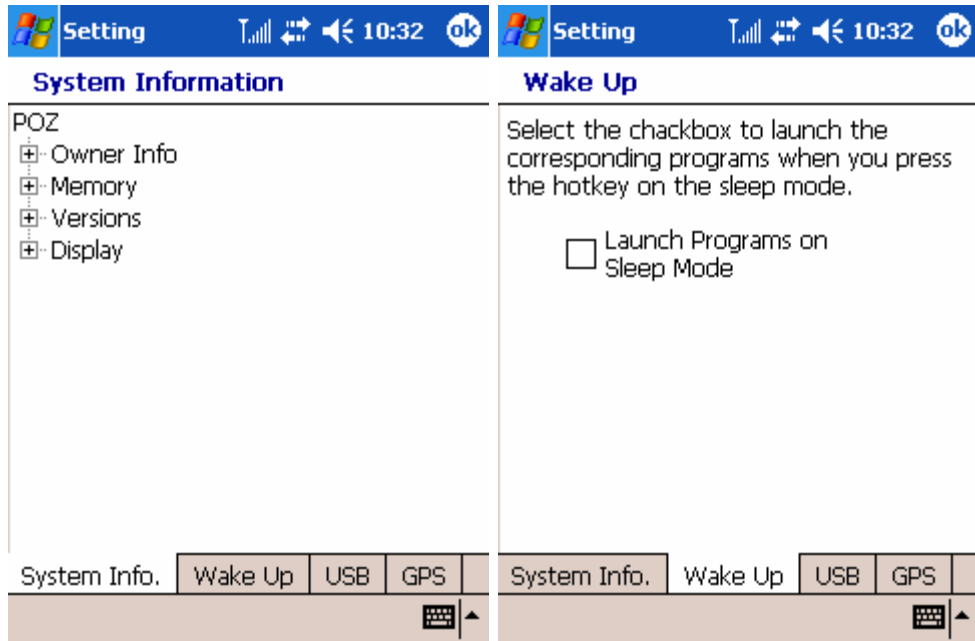 Setting 10:32 ok
System Information
POZ
Owner Info
Memory
Versions
Display
System Info. Wake Up USB GPS
Setting 10:32 ok
Wake Up
Select the chackbox to launch the
corresponding programs when you press
the hotkey on the sleep mode.
Launch Programs on
Sleep Mode
System Info. Wake Up USB GPS